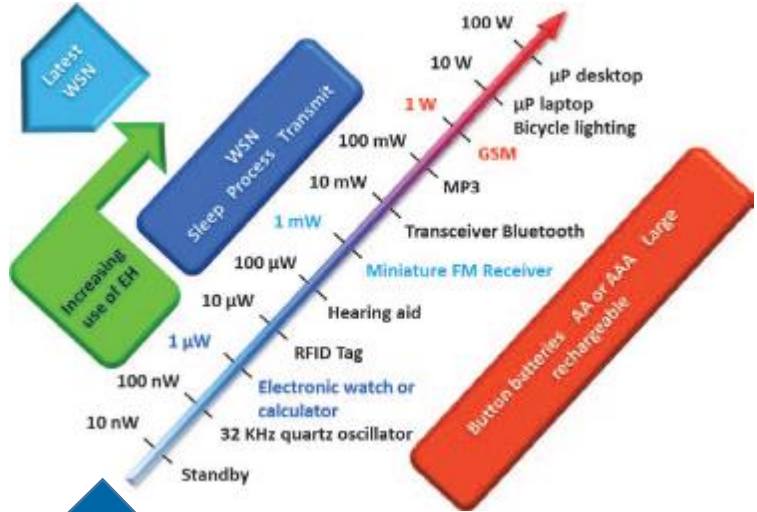 Latest
WSN
WSN
Sleep Process Transmit
Increasing
use of EH
100 W
10 W
1 W
100 mW
10 mW
1 mW
100 µW
10 µW
1 µW
100 nW
10 nW
µP desktop
µP laptop
Bicycle lighting
GSM
MP3
Transceiver Bluetooth
Miniature FM Receiver
Hearing aid
RFID Tag
Electronic watch or
calculator
32 KHz quartz oscillator
Standby
Button batteries AA or AAA Large
rechargeable